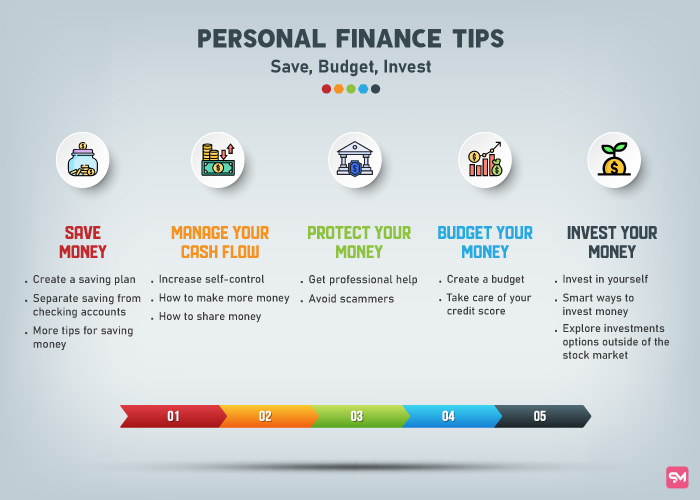 PERSONAL FINANCE TIPS
Save, Budget, Invest
SAVE
MONEY
• Create a saving plan
• Separate saving from
checking accounts
• More tips for saving
money
MANAGE YOUR
CASH FLOW
• Increase self-control
• How to make more money
• How to share money
PROTECT YOUR
MONEY
• Get professional help
• Avoid scammers
BUDGET YOUR
MONEY
• Create a budget
• Take care of your
credit score
INVEST YOUR
MONEY
• Invest in yourself
• Smart ways to
invest money
• Explore investments
options outside of the
stock market
01
02
03
04
05
SM